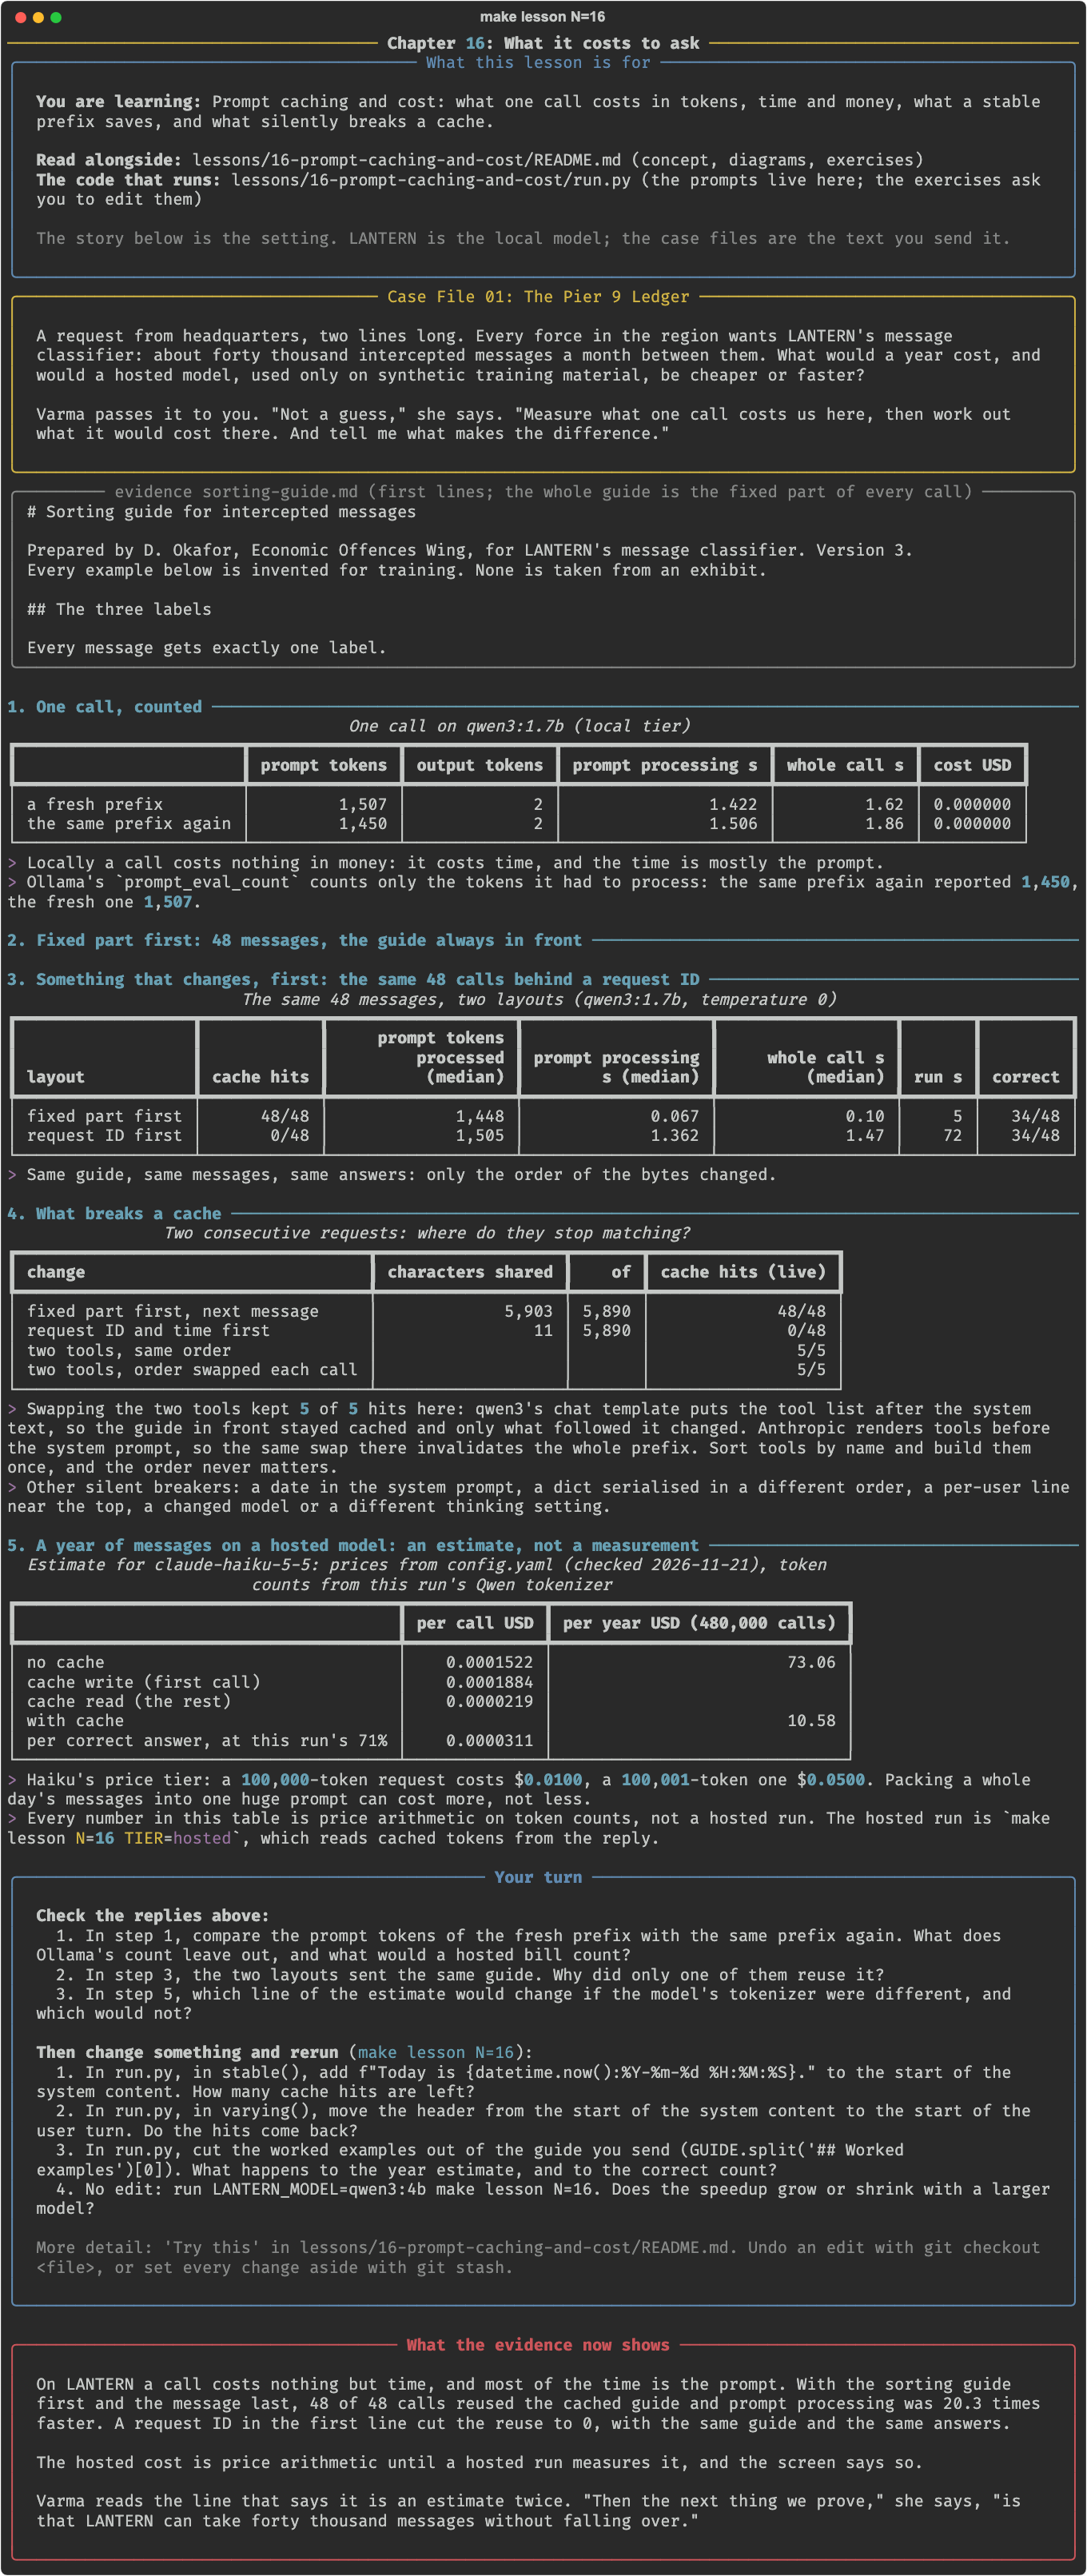 make lesson N=16
Chapter 16: What it costs to ask
What this lesson is for
You are learning: Prompt caching and cost: what one call costs in tokens, time and money, what a stable
prefix saves, and what silently breaks a cache.
Read alongside: lessons/16-prompt-caching-and-cost/README.md (concept, diagrams, exercises)
The code that runs: lessons/16-prompt-caching-and-cost/run.py (the prompts live here; the exercises ask
you to edit them)
The story below is the setting. LANTERN is the local model; the case files are the text you send it.
Case File 01: The Pier 9 Ledger
A request from headquarters, two lines long. Every force in the region wants LANTERN's message
classifier: about forty thousand intercepted messages a month between them. What would a year cost, and
would a hosted model, used only on synthetic training material, be cheaper or faster?
Varma passes it to you. "Not a guess," she says. "Measure what one call costs us here, then work out
what it would cost there. And tell me what makes the difference."
evidence sorting-guide.md (first lines; the whole guide is the fixed part of every call)
# Sorting guide for intercepted messages
Prepared by D. Okafor, Economic Offences Wing, for LANTERN's message classifier. Version 3.
Every example below is invented for training. None is taken from an exhibit.
## The three labels
Every message gets exactly one label.
1. One call, counted
One call on qwen3:1.7b (local tier)
prompt tokens output tokens prompt processing s whole call s cost USD
a fresh prefix 1,507 2 1.422 1.62 0.000000
the same prefix again 1,450 2 1.506 1.86 0.000000
> Locally a call costs nothing in money: it costs time, and the time is mostly the prompt.
> Ollama's `prompt_eval_count` counts only the tokens it had to process: the same prefix again reported 1,450,
the fresh one 1,507.
2. Fixed part first: 48 messages, the guide always in front
3. Something that changes, first: the same 48 calls behind a request ID
The same 48 messages, two layouts (qwen3:1.7b, temperature 0)
prompt tokens
processed prompt processing whole call s
layout cache hits (median) s (median) (median) run s correct
fixed part first 48/48 1,448 0.067 0.10 5 34/48
request ID first 0/48 1,505 1.362 1.47 72 34/48
> Same guide, same messages, same answers: only the order of the bytes changed.
4. What breaks a cache
Two consecutive requests: where do they stop matching?
change characters shared of cache hits (live)
fixed part first, next message 5,903 5,890 48/48
request ID and time first 11 5,890 0/48
two tools, same order 5/5
two tools, order swapped each call 5/5
> Swapping the two tools kept 5 of 5 hits here: qwen3's chat template puts the tool list after the system
text, so the guide in front stayed cached and only what followed it changed. Anthropic renders tools before
the system prompt, so the same swap there invalidates the whole prefix. Sort tools by name and build them
once, and the order never matters.
> Other silent breakers: a date in the system prompt, a dict serialised in a different order, a per-user line
near the top, a changed model or a different thinking setting.
5. A year of messages on a hosted model: an estimate, not a measurement
Estimate for claude-haiku-5-5: prices from config.yaml (checked 2026-11-21), token
counts from this run's Qwen tokenizer
per call USD per year USD (480,000 calls)
no cache 0.0001522 73.06
cache write (first call) 0.0001884
cache read (the rest) 0.0000219
with cache 10.58
per correct answer, at this run's 71% 0.0000311
> Haiku's price tier: a 100,000-token request costs $0.0100, a 100,001-token one $0.0500. Packing a whole
day's messages into one huge prompt can cost more, not less.
> Every number in this table is price arithmetic on token counts, not a hosted run. The hosted run is `make
lesson N=16 TIER=hosted`, which reads cached tokens from the reply.
Your turn
Check the replies above:
1. In step 1, compare the prompt tokens of the fresh prefix with the same prefix again. What does
Ollama's count leave out, and what would a hosted bill count?
2. In step 3, the two layouts sent the same guide. Why did only one of them reuse it?
3. In step 5, which line of the estimate would change if the model's tokenizer were different, and
which would not?
Then change something and rerun (make lesson N=16):
1. In run.py, in stable(), add f"Today is {datetime.now():%Y-%m-%d %H:%M:%S}." to the start of the
system content. How many cache hits are left?
2. In run.py, in varying(), move the header from the start of the system content to the start of the
user turn. Do the hits come back?
3. In run.py, cut the worked examples out of the guide you send (GUIDE.split('## Worked
examples')[0]). What happens to the year estimate, and to the correct count?
4. No edit: run LANTERN_MODEL=qwen3:4b make lesson N=16. Does the speedup grow or shrink with a larger
model?
More detail: 'Try this' in lessons/16-prompt-caching-and-cost/README.md. Undo an edit with git checkout
<file>, or set every change aside with git stash.
What the evidence now shows
On LANTERN a call costs nothing but time, and most of the time is the prompt. With the sorting guide
first and the message last, 48 of 48 calls reused the cached guide and prompt processing was 20.3 times
faster. A request ID in the first line cut the reuse to 0, with the same guide and the same answers.
The hosted cost is price arithmetic until a hosted run measures it, and the screen says so.
Varma reads the line that says it is an estimate twice. "Then the next thing we prove," she says, "is
that LANTERN can take forty thousand messages without falling over."